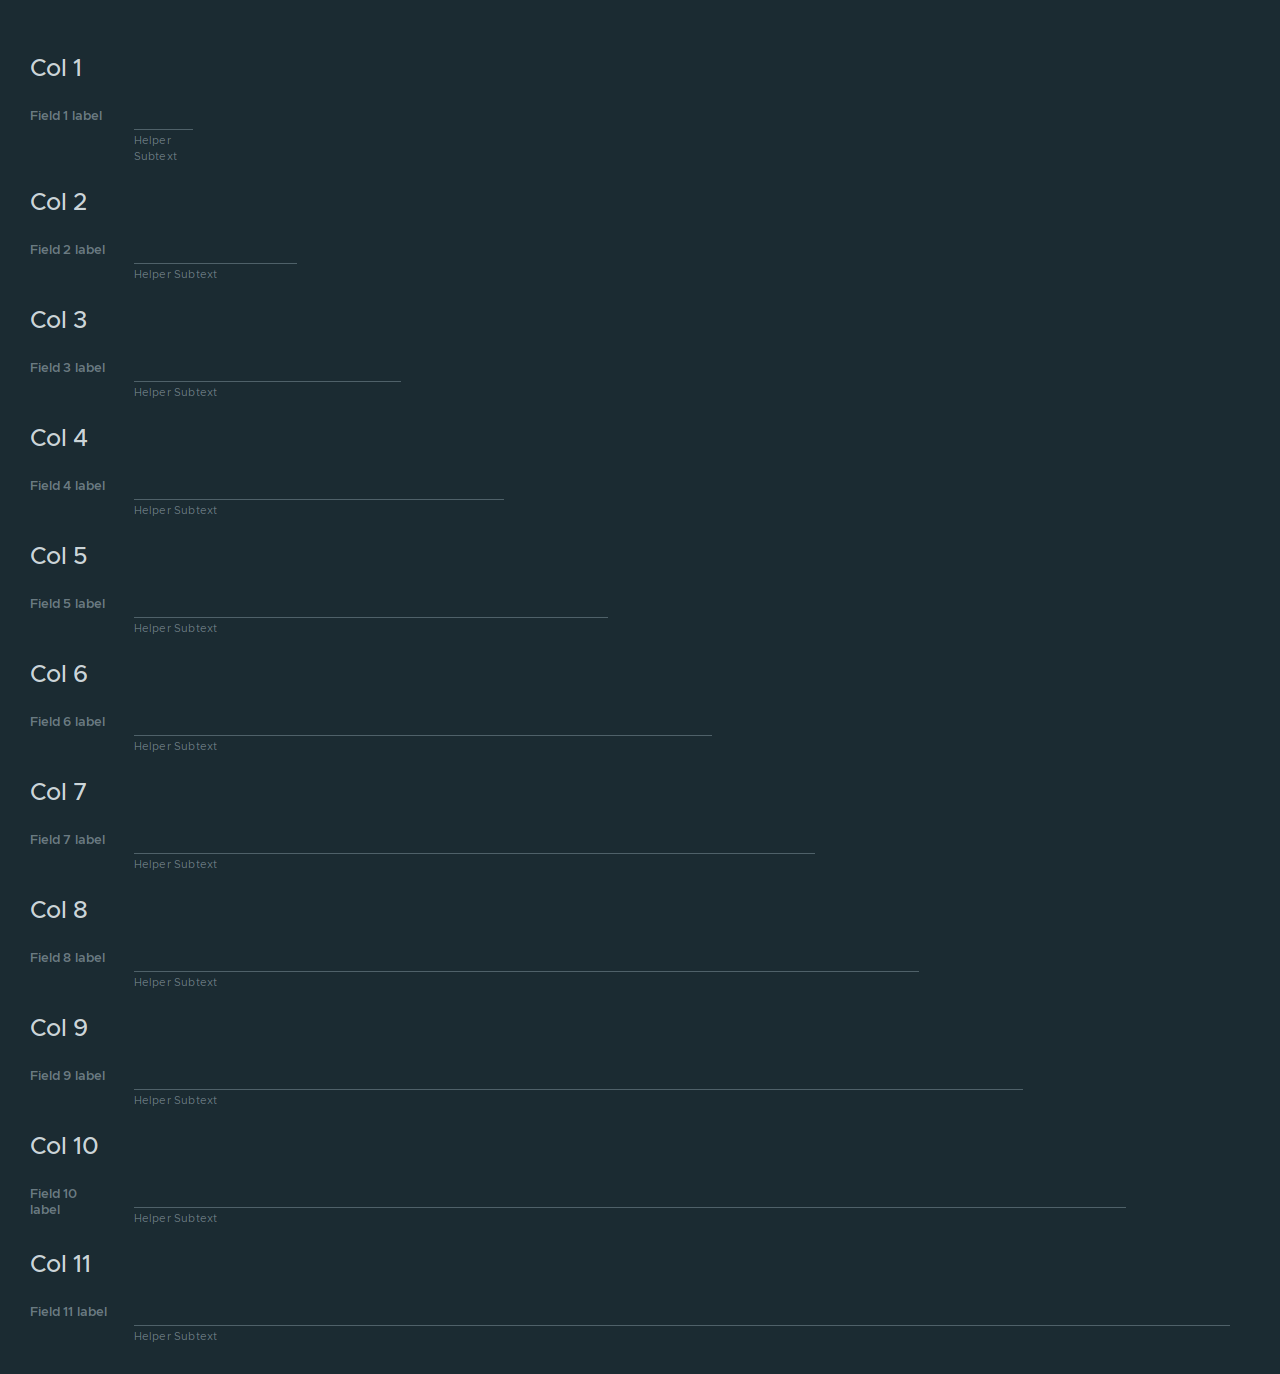 Col 1
Field 1 label
Helper
Subtext
Col 2
Field 2 label
Helper Subtext
Col 3
Field 3 label
Helper Subtext
Col 4
Field 4 label
Helper Subtext
Col 5
Field 5 label
Helper Subtext
Col 6
Field 6 label
Helper Subtext
Col 7
Field 7 label
Helper Subtext
Col 8
Field 8 label
Helper Subtext
Col 9
Field 9 label
Helper Subtext
Col 10
Field 10
label
Helper Subtext
Col 11
Field 11 label
Helper Subtext